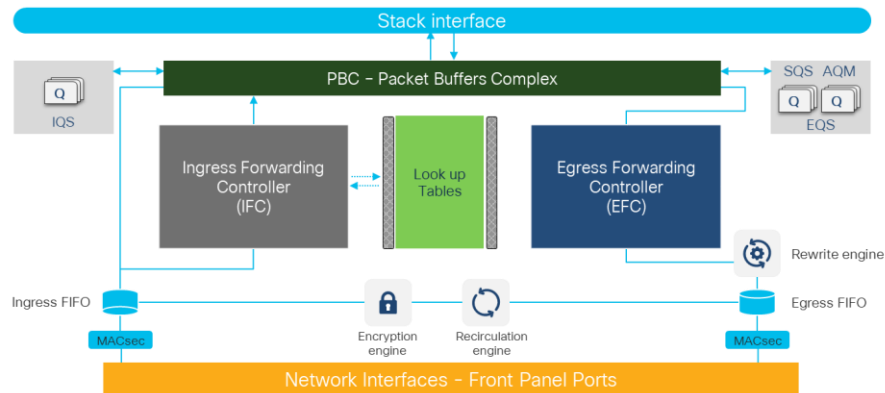 Stack interface
PBC – Packet Buffers Complex
Q
IQS
SQS AQM
Q Q
EQS
Ingress Forwarding
Controller
(IFC)
Look up
Tables
Egress Forwarding
Controller
(EFC)
Rewrite engine
Ingress FIFO
Egress FIFO
Encryption
engine
Recirculation
engine
MACsec
MACsec
Network Interfaces – Front Panel Ports